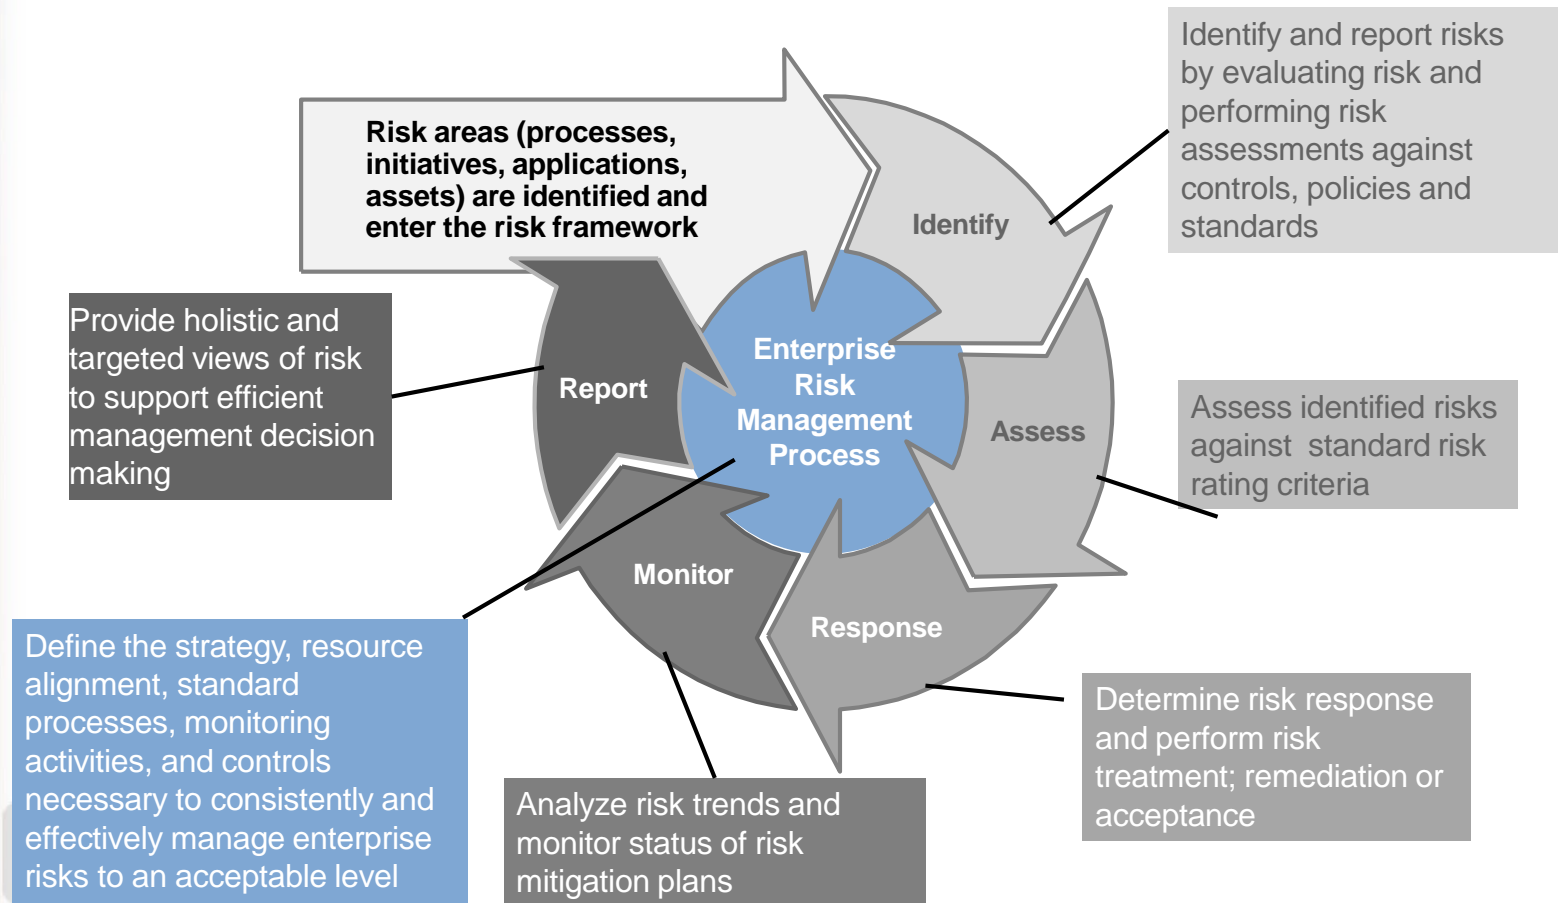 Identify and report risks
by evaluating risk and
performing risk
assessments against
controls, policies and
standards
Risk areas (processes,
initiatives, applications,
assets) are identified and
enter the risk framework
Identify
Provide holistic and
targeted views of risk
to support efficient
management decision
making
Report
Enterprise
Risk
Management
Process
Assess
Assess identified risks
against  standard risk
rating criteria
Monitor
Response
Define the strategy, resource
alignment, standard
processes, monitoring
activities, and controls
necessary to consistently and
effectively manage enterprise
risks to an acceptable level
Analyze risk trends and
monitor status of risk
mitigation plans
Determine risk response
and perform risk
treatment; remediation or
acceptance